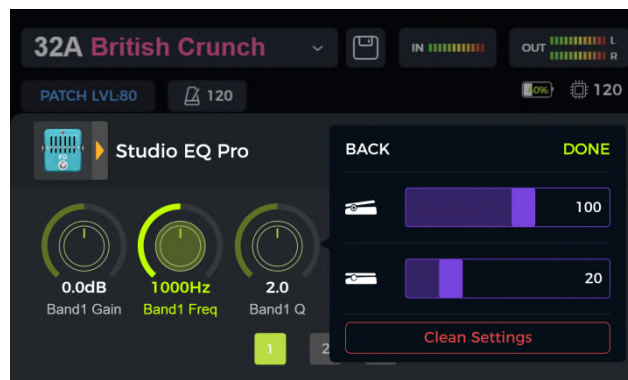 32A British Crunch
IN
OUT
L
R
PATCH LVL:80
120
40%
120
EQ
Studio EQ Pro
BACK
DONE
100
20
0.0dB
1000Hz
2.0
Band1 Gain
Band1 Freq
Band1 Q
1
2
Clean Settings